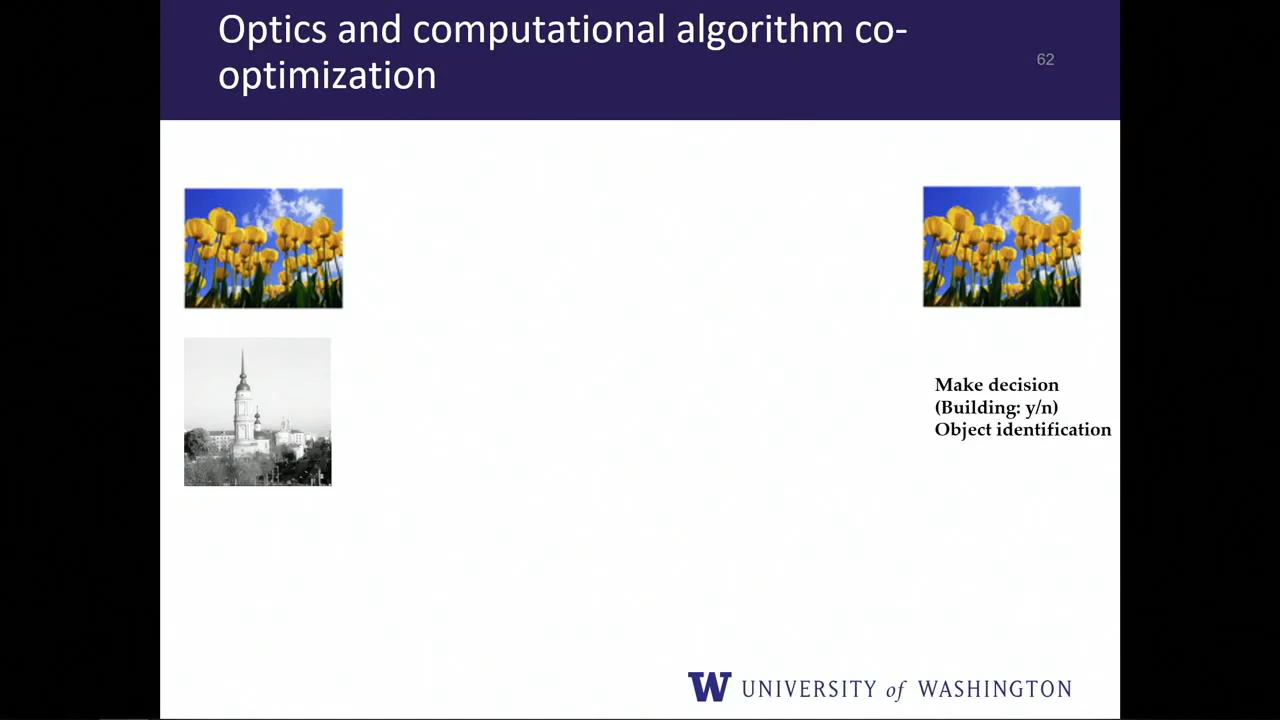 Optics and computational algorithm co-
optimization
62
Make decision
(Building: y/n)
Object identification
W UNIVERSITY of WASHINGTON